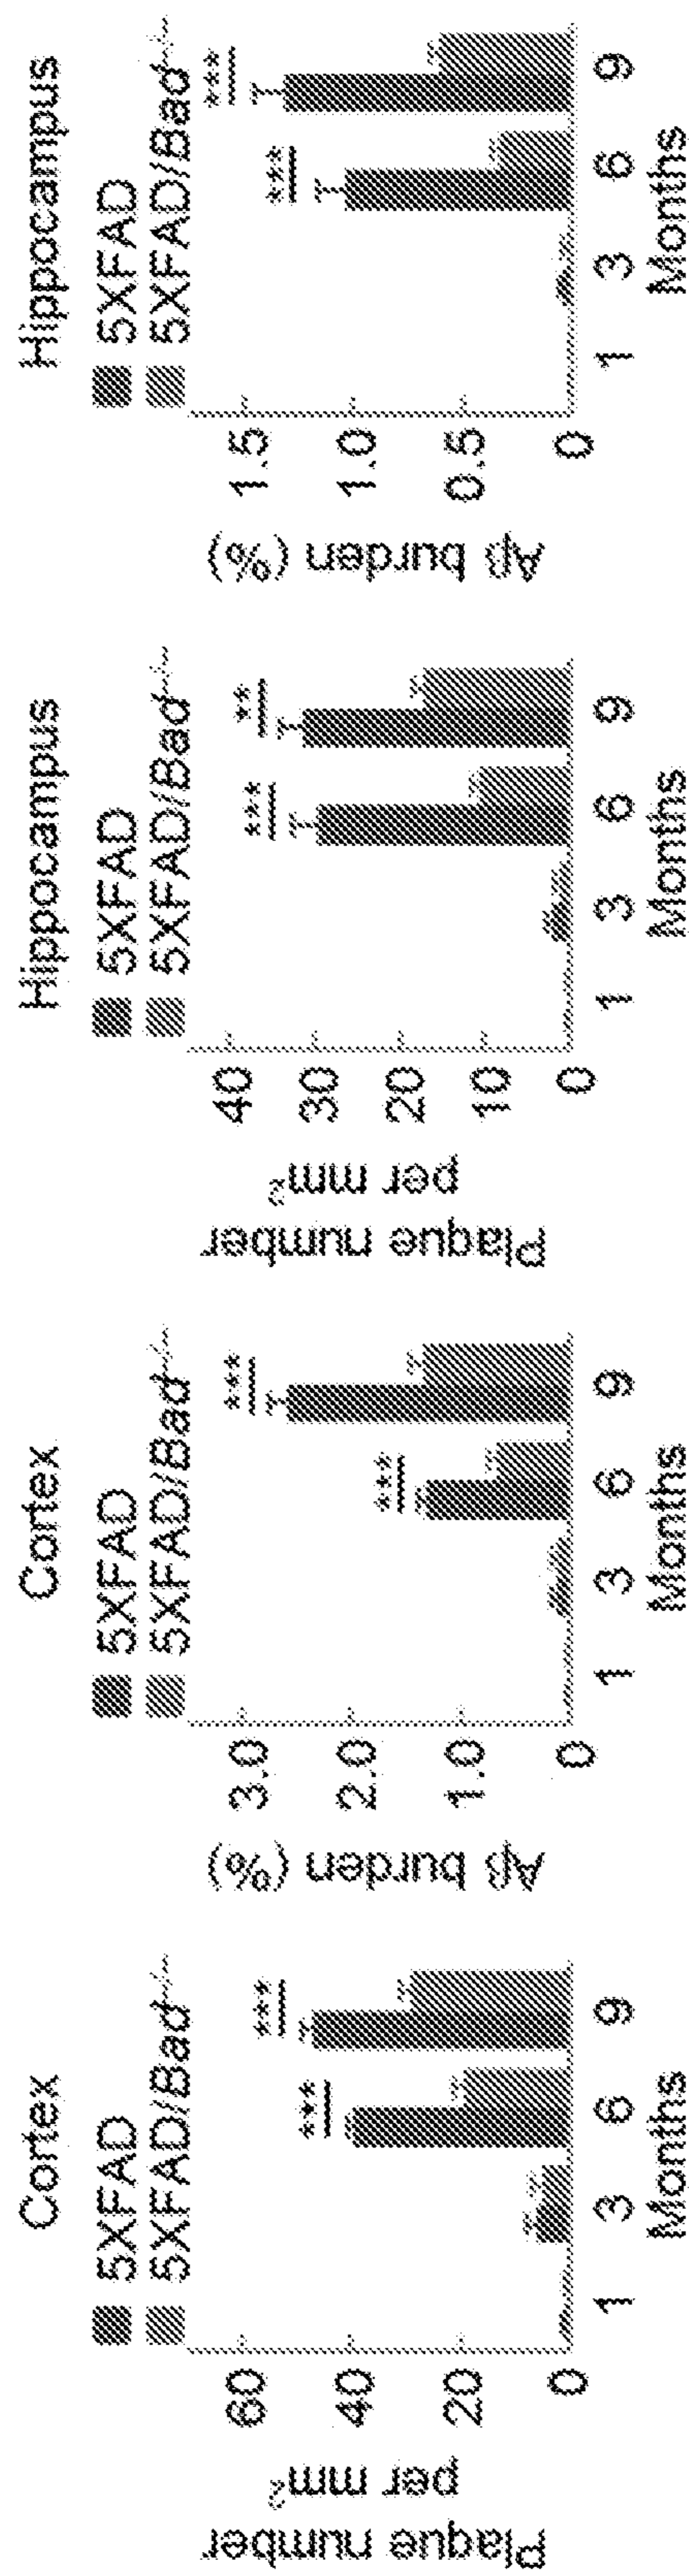 Cortex
5XFAD
5XFAD/Bad-/-
Plaque number
per mm2
60
40
20
0
***
***
1 3 6 9
Months
Cortex
5XFAD
5XFAD/Bad-/-
Aβ burden (%)
3.0
2.0
1.0
0
***
***
1 3 6 9
Months
Hippocampus
5XFAD
5XFAD/Bad-/-
Plaque number
per mm2
40
30
20
10
0
***
**
1 3 6 9
Months
Hippocampus
5XFAD
5XFAD/Bad-/-
Aβ burden (%)
1.5
1.0
0.5
0
***
***
1 3 6 9
Months